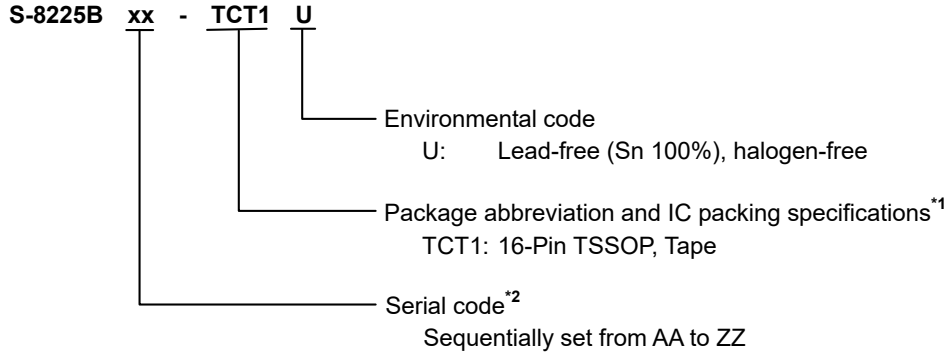 S-8225B xx - TCT1 U
Environmental code
U: Lead-free (Sn 100%), halogen-free
Package abbreviation and IC packing specifications*1
TCT1: 16-Pin TSSOP, Tape
Serial code*2
Sequentially set from AA to ZZ